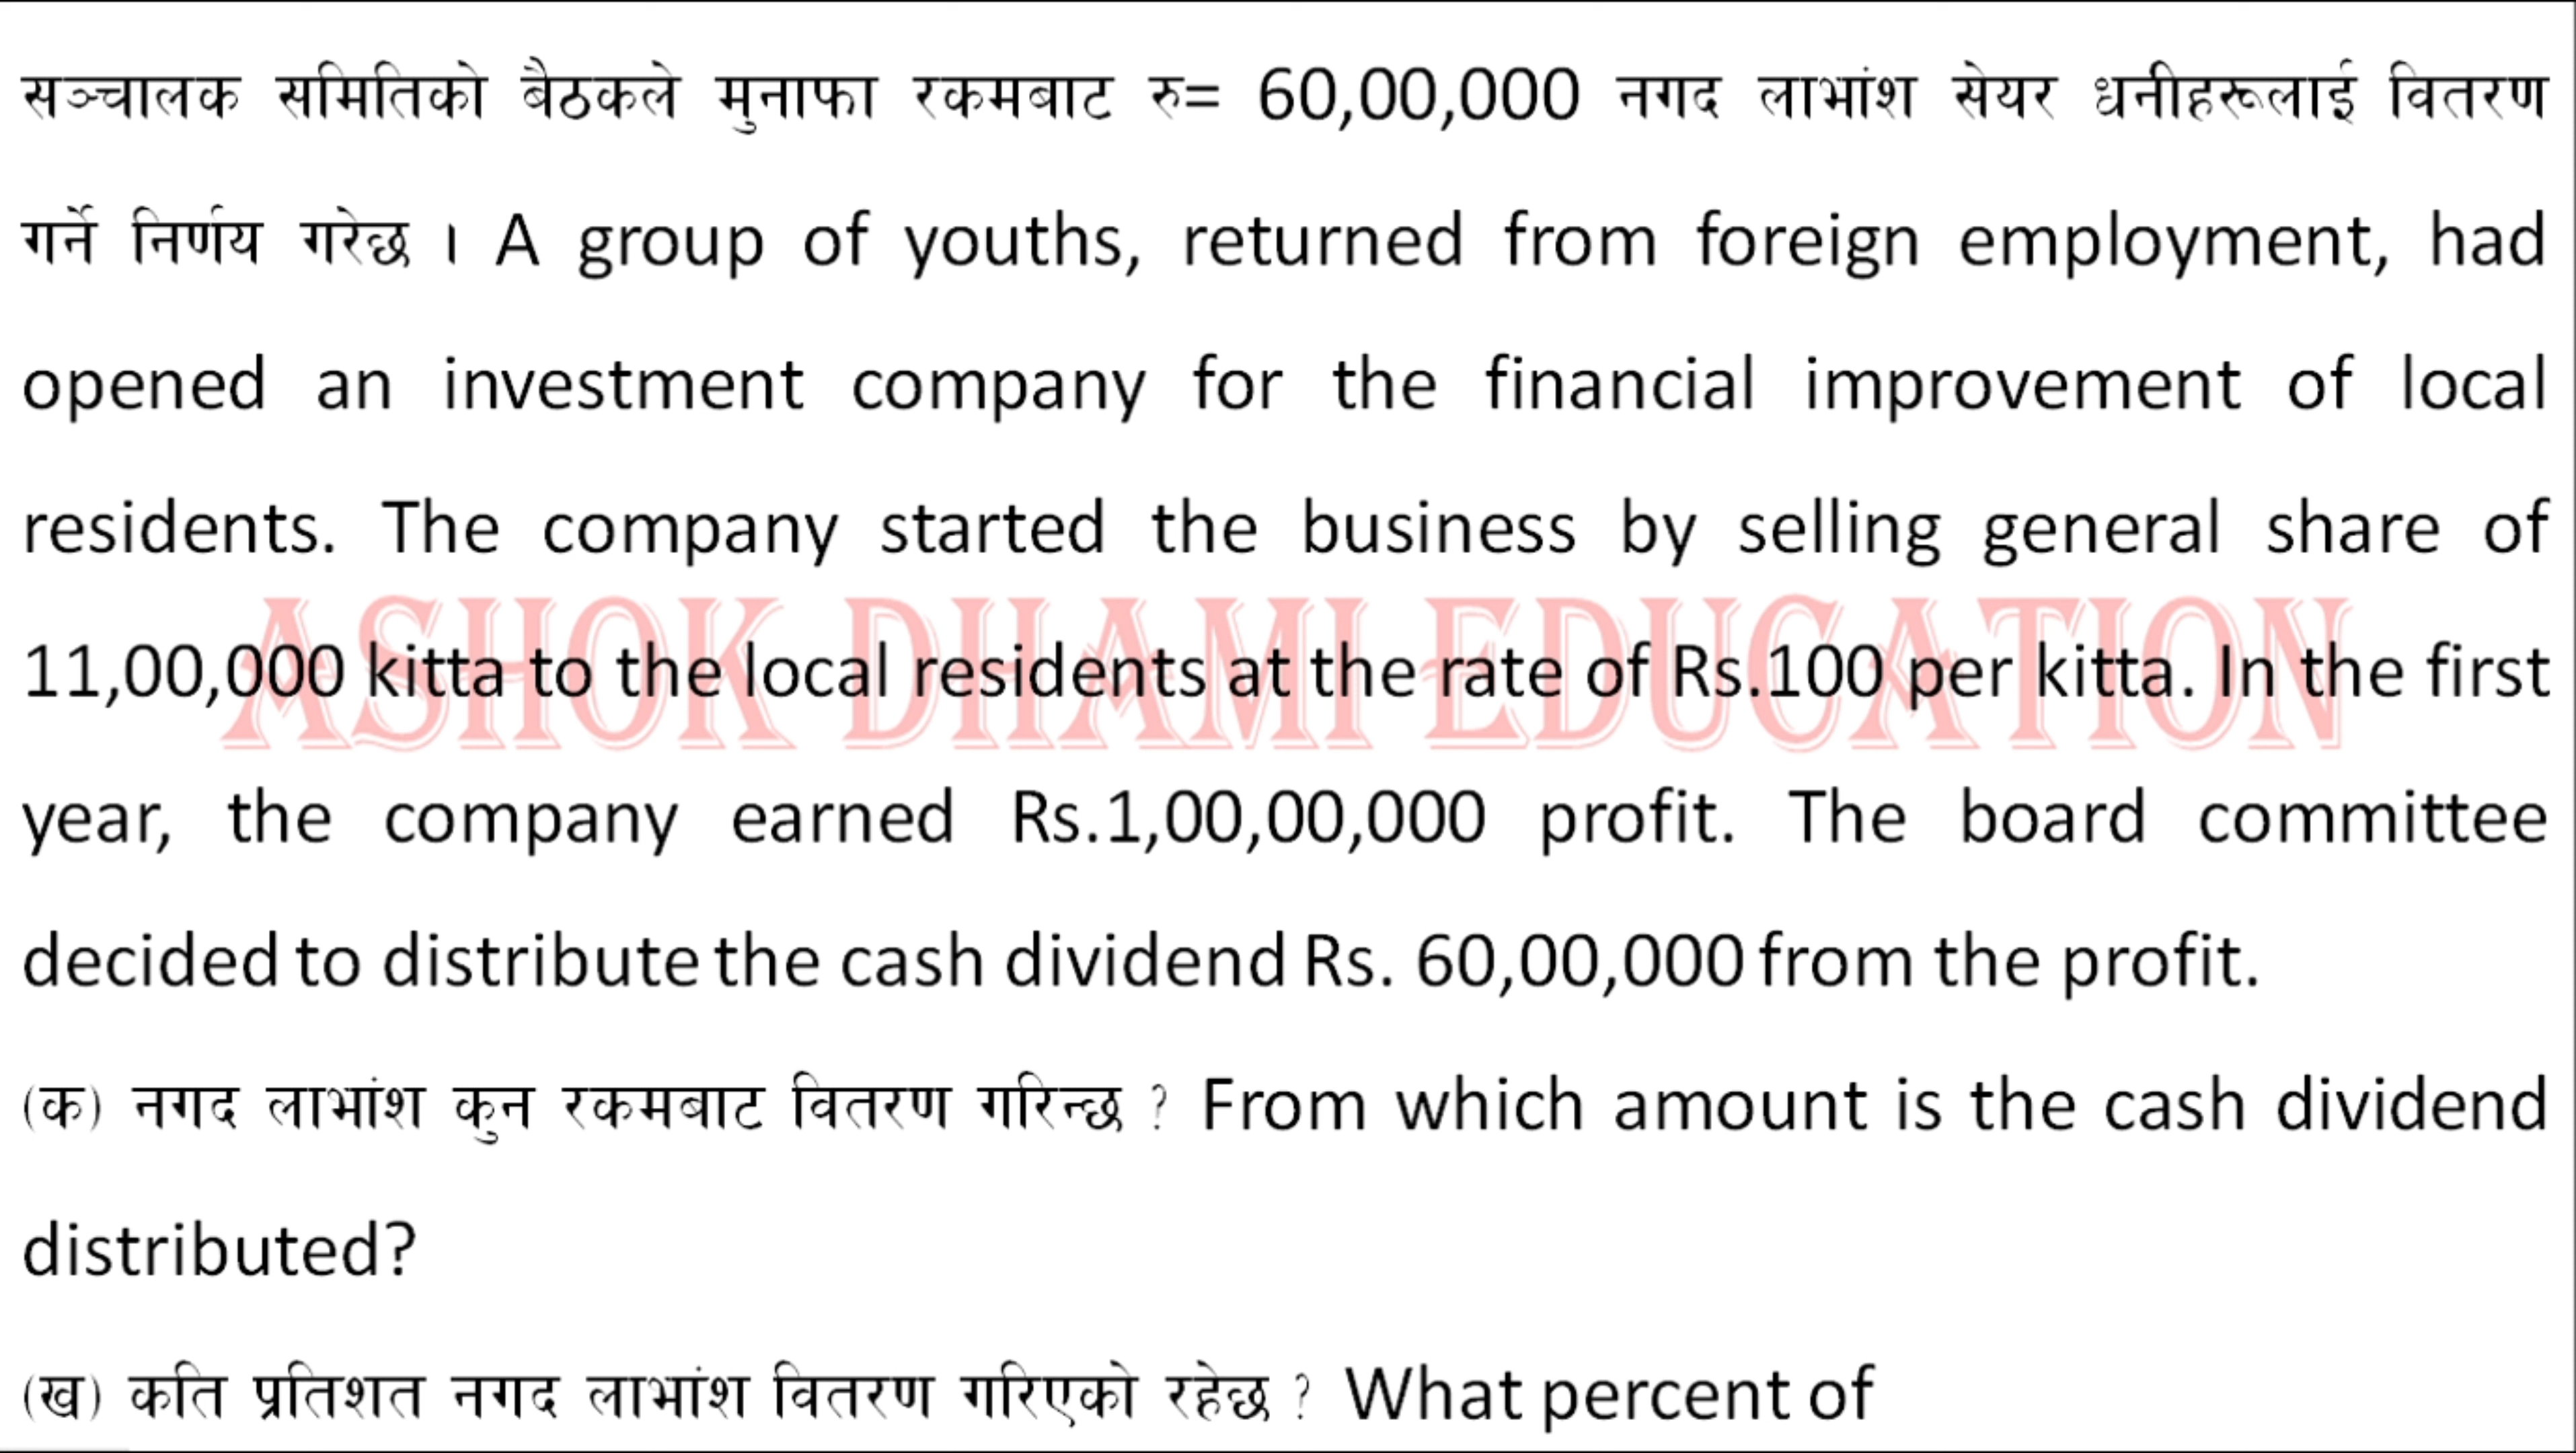 सञ्चालक समितिको बैठकले मुनाफा रकमबाट रु= 60,00,000 नगद लाभांश सेयर धनीहरूलाई वितरण
गर्ने निर्णय गरेछ । A group of youths, returned from foreign employment, had
opened an investment company for the financial improvement of local
residents. The company started the business by selling general share of
11,00,000 kitta to the local residents at the rate of Rs.100 per kitta. In the first
ASHOK DHAMI EDUCATION
year, the company earned Rs.1,00,00,000 profit. The board committee
decided to distribute the cash dividend Rs. 60,00,000 from the profit.
(क) नगद लाभांश कुन रकमबाट वितरण गरिन्छ ? From which amount is the cash dividend
distributed?
(ख) कति प्रतिशत नगद लाभांश वितरण गरिएको रहेछ ? What percent of